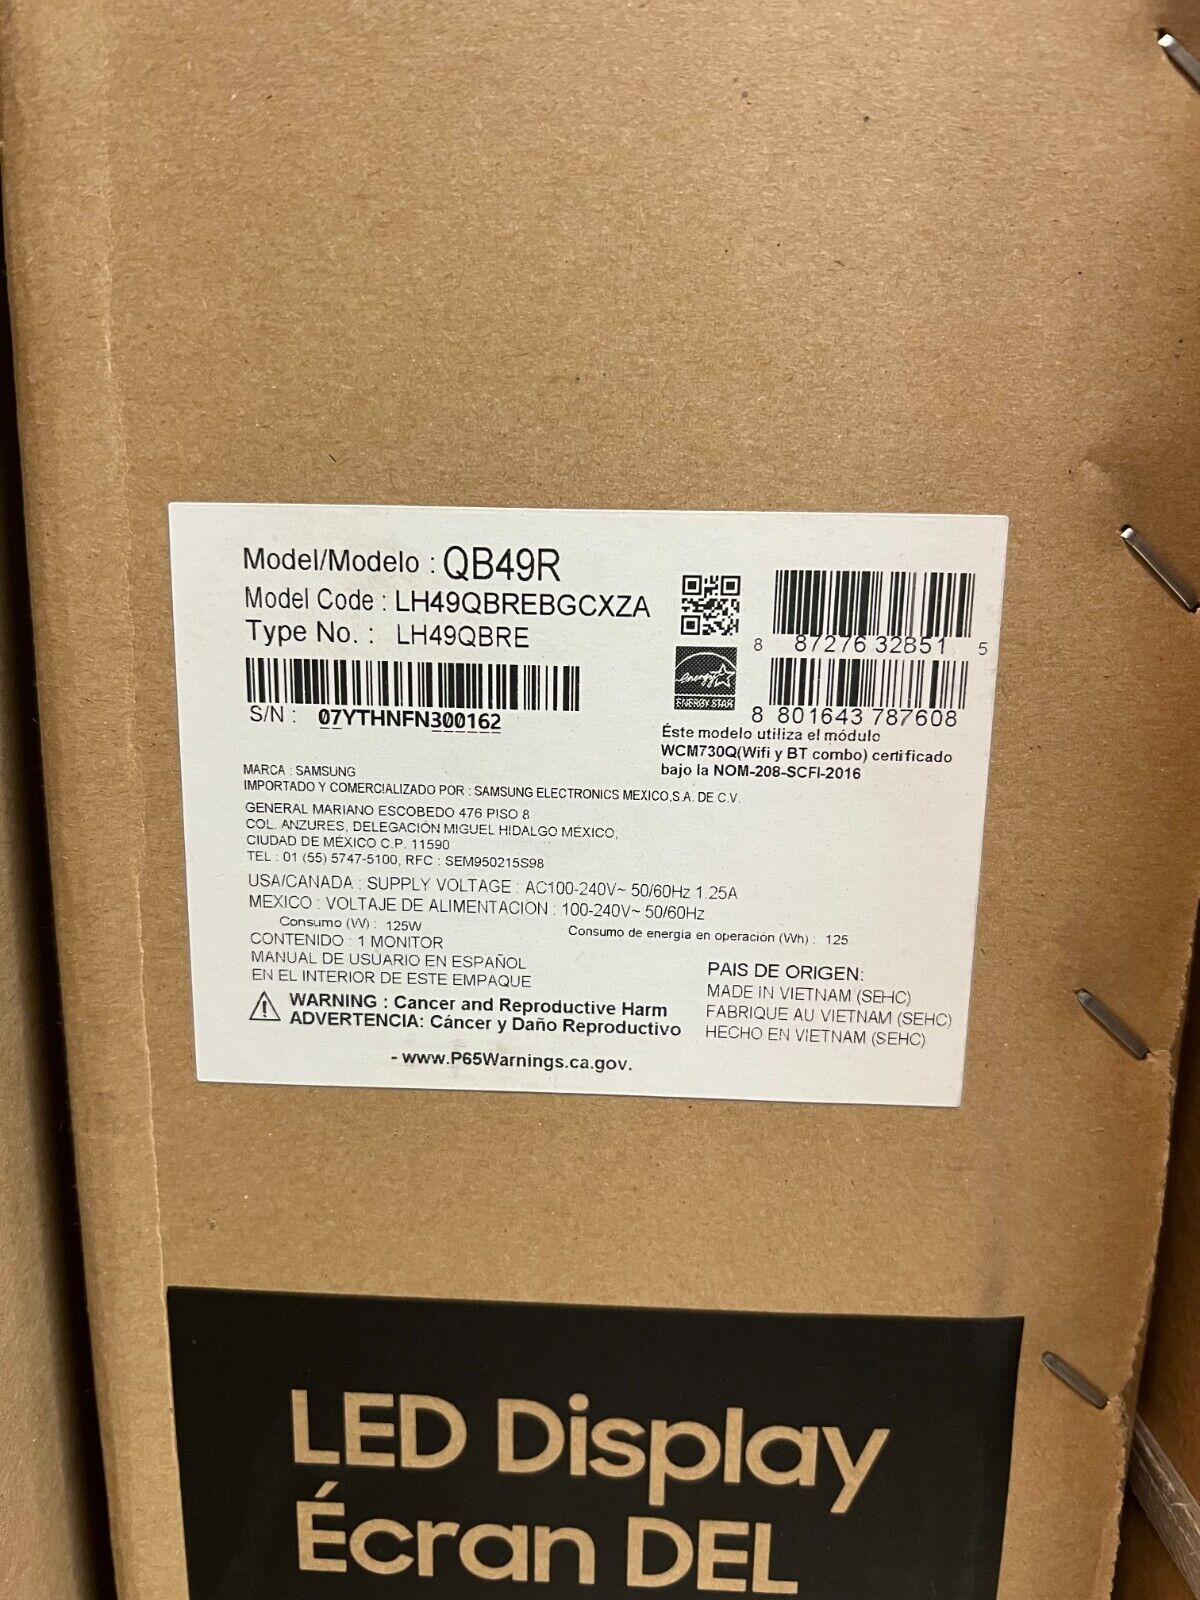 Model/Modelo : QB49R
Model Code : LH49QBREBGCXZA
Type No. : LH49QBRE
S/N : 07YTHNFN300162
8 87276 32851 5
ENERGY STAR
8 801643 787608
Éste modelo utiliza el módulo
WCM730Q(Wifi y BT combo) certificado
bajo la NOM-208-SCFI-2016
MARCA : SAMSUNG
IMPORTADO Y COMERCIALIZADO POR : SAMSUNG ELECTRONICS MEXICO,S.A. DE C.V.
GENERAL MARIANO ESCOBEDO 476 PISO 8
COL. ANZURES, DELEGACIÓN MIGUEL HIDALGO MÉXICO,
CIUDAD DE MÉXICO C.P. 11590
TEL : 01 (55) 5747-5100, RFC : SEM950215S98
USA/CANADA : SUPPLY VOLTAGE : AC100-240V~ 50/60Hz 1.25A
MEXICO : VOLTAJE DE ALIMENTACION : 100-240V~ 50/60Hz
Consumo (W) : 125W
Consumo de energia en operación (Wh) : 125
CONTENIDO : 1 MONITOR
MANUAL DE USUARIO EN ESPAÑOL
EN EL INTERIOR DE ESTE EMPAQUE
WARNING : Cancer and Reproductive Harm
ADVERTENCIA: Cáncer y Daño Reproductivo
- www.P65Warnings.ca.gov.
PAIS DE ORIGEN:
MADE IN VIETNAM (SEHC)
FABRIQUE AU VIETNAM (SEHC)
HECHO EN VIETNAM (SEHC)
LED Display
Écran DEL